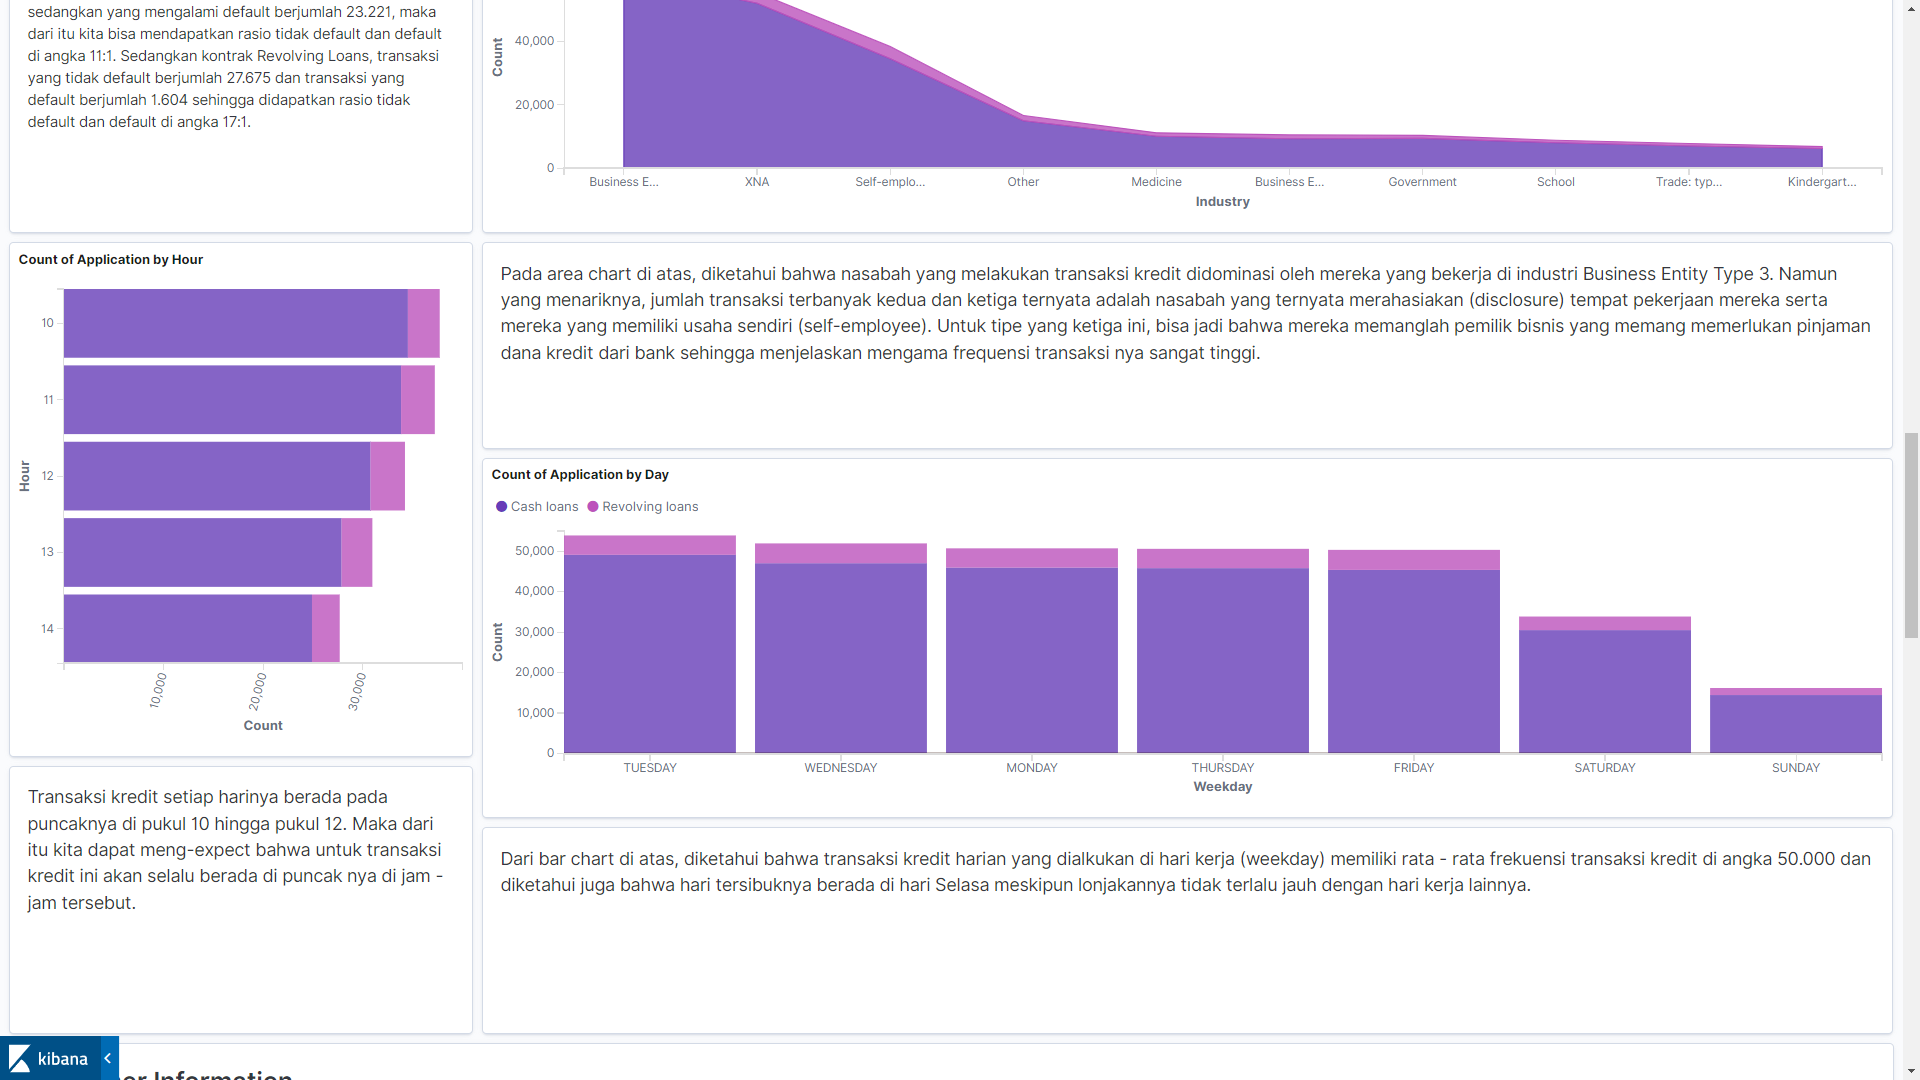 sedangkan yang mengalami default berjumlah 23.221, maka
dari itu kita bisa mendapatkan rasio tidak default dan default
di angka 11:1. Sedangkan kontrak Revolving Loans, transaksi
yang tidak default berjumlah 27.675 dan transaksi yang
default berjumlah 1.604 sehingga didapatkan rasio tidak
default dan default di angka 17:1.
Count
40,000
20,000
0
Business E...
XNA
Self-emplo...
Other
Medicine
Business E...
Government
School
Trade: typ...
Kindergart...
Industry
Count of Application by Hour
Hour
10
11
12
13
14
10,000
20,000
30,000
Count
Pada area chart di atas, diketahui bahwa nasabah yang melakukan transaksi kredit didominasi oleh mereka yang bekerja di industri Business Entity Type 3. Namun
yang menariknya, jumlah transaksi terbanyak kedua dan ketiga ternyata adalah nasabah yang ternyata merahasiakan (disclosure) tempat pekerjaan mereka serta
mereka yang memiliki usaha sendiri (self-employee). Untuk tipe yang ketiga ini, bisa jadi bahwa mereka memanglah pemilik bisnis yang memang memerlukan pinjaman
dana kredit dari bank sehingga menjelaskan mengama frequensi transaksi nya sangat tinggi.
Count of Application by Day
Cash loans
Revolving loans
Count
50,000
40,000
30,000
20,000
10,000
0
TUESDAY
WEDNESDAY
MONDAY
THURSDAY
FRIDAY
SATURDAY
SUNDAY
Weekday
Transaksi kredit setiap harinya berada pada
puncaknya di pukul 10 hingga pukul 12. Maka dari
itu kita dapat meng-expect bahwa untuk transaksi
kredit ini akan selalu berada di puncak nya di jam -
jam tersebut.
Dari bar chart di atas, diketahui bahwa transaksi kredit harian yang dialkukan di hari kerja (weekday) memiliki rata - rata frekuensi transaksi kredit di angka 50.000 dan
diketahui juga bahwa hari tersibuknya berada di hari Selasa meskipun lonjakannya tidak terlalu jauh dengan hari kerja lainnya.
kibana
Information